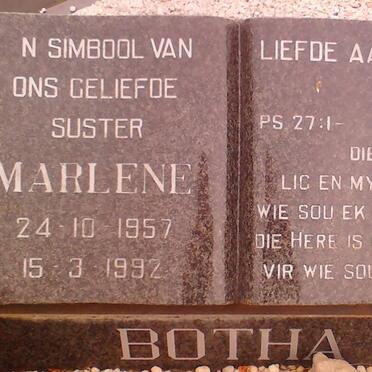 N SIMBOOL VAN
ONS GELIEFDE
SUSTER
MARLENE
24-10-1957
15-3-1992
LIEFDE AA
PS 27:1-
DIE
LIG EN MY
WIE SOU EK
DIE HERE IS
VIR WIE SOU
BOTHA